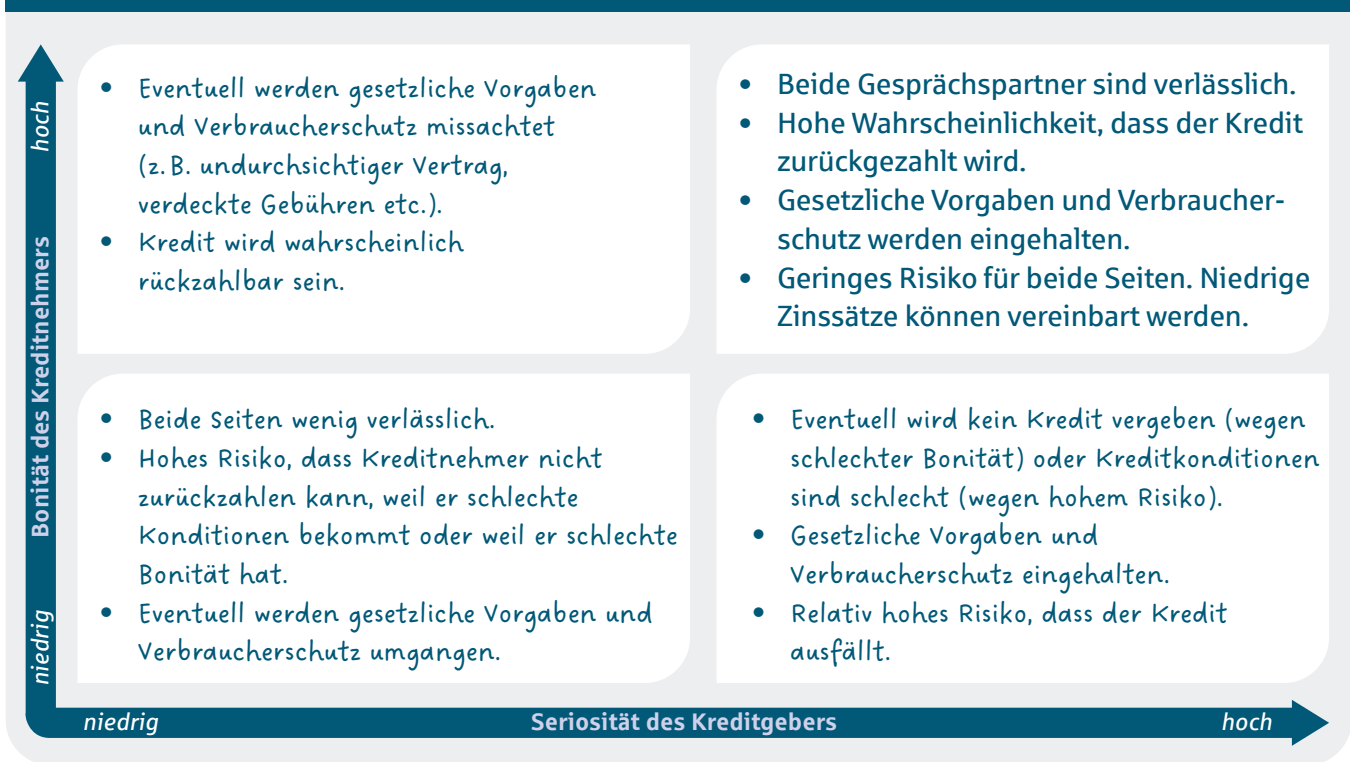 hoch
Bonität des Kreditnehmers
niedrig
• Eventuell werden gesetzliche Vorgaben
und Verbraucherschutz missachtet
(z. B. undurchsichtiger Vertrag,
verdeckte Gebühren etc.).
• Kredit wird wahrscheinlich
rückzahlbar sein.
• Beide Gesprächspartner sind verlässlich.
• Hohe Wahrscheinlichkeit, dass der Kredit
zurückgezahlt wird.
• Gesetzliche Vorgaben und Verbraucher-
schutz werden eingehalten.
• Geringes Risiko für beide Seiten. Niedrige
Zinssätze können vereinbart werden.
• Beide Seiten wenig verlässlich.
• Hohes Risiko, dass Kreditnehmer nicht
zurückzahlen kann, weil er schlechte
Konditionen bekommt oder weil er schlechte
Bonität hat.
• Eventuell werden gesetzliche Vorgaben und
Verbraucherschutz umgangen.
• Eventuell wird kein Kredit vergeben (wegen
schlechter Bonität) oder Kreditkonditionen
sind schlecht (wegen hohem Risiko).
• Gesetzliche Vorgaben und
Verbraucherschutz eingehalten.
• Relativ hohes Risiko, dass der Kredit
ausfällt.
niedrig Seriosität des Kreditgebers hoch